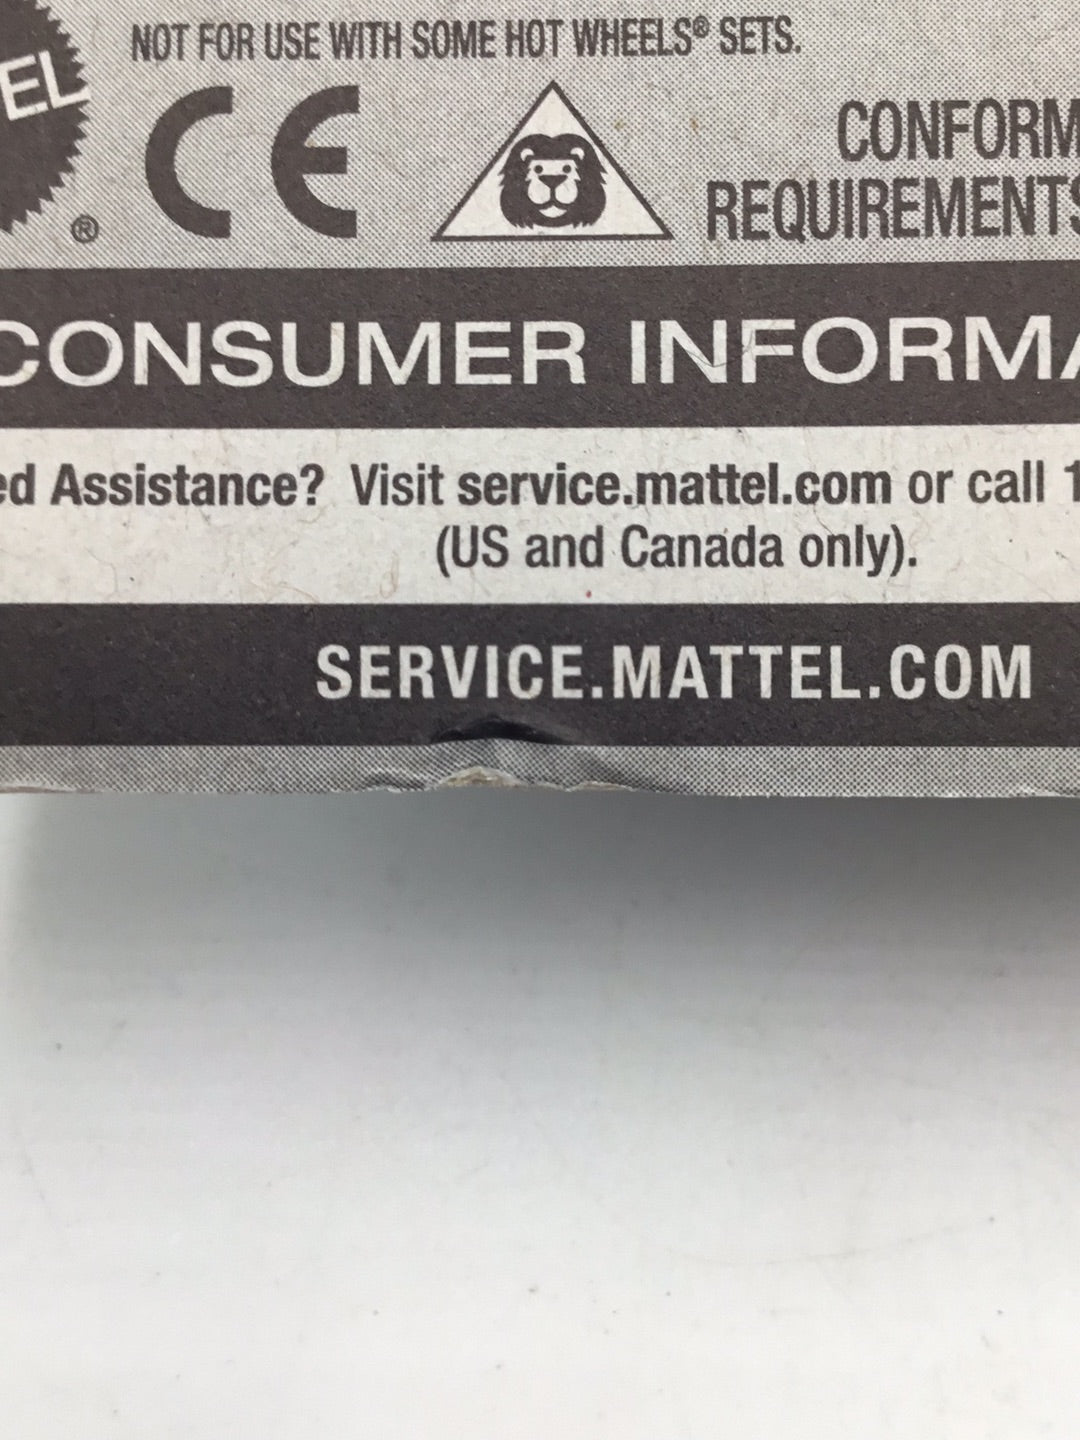 NOT FOR USE WITH SOME HOT WHEELS® SETS.
EL
®
CE
CONFORM
REQUIREMENTS
CONSUMER INFORMA
ed Assistance? Visit service.mattel.com or call 1
(US and Canada only).
SERVICE.MATTEL.COM